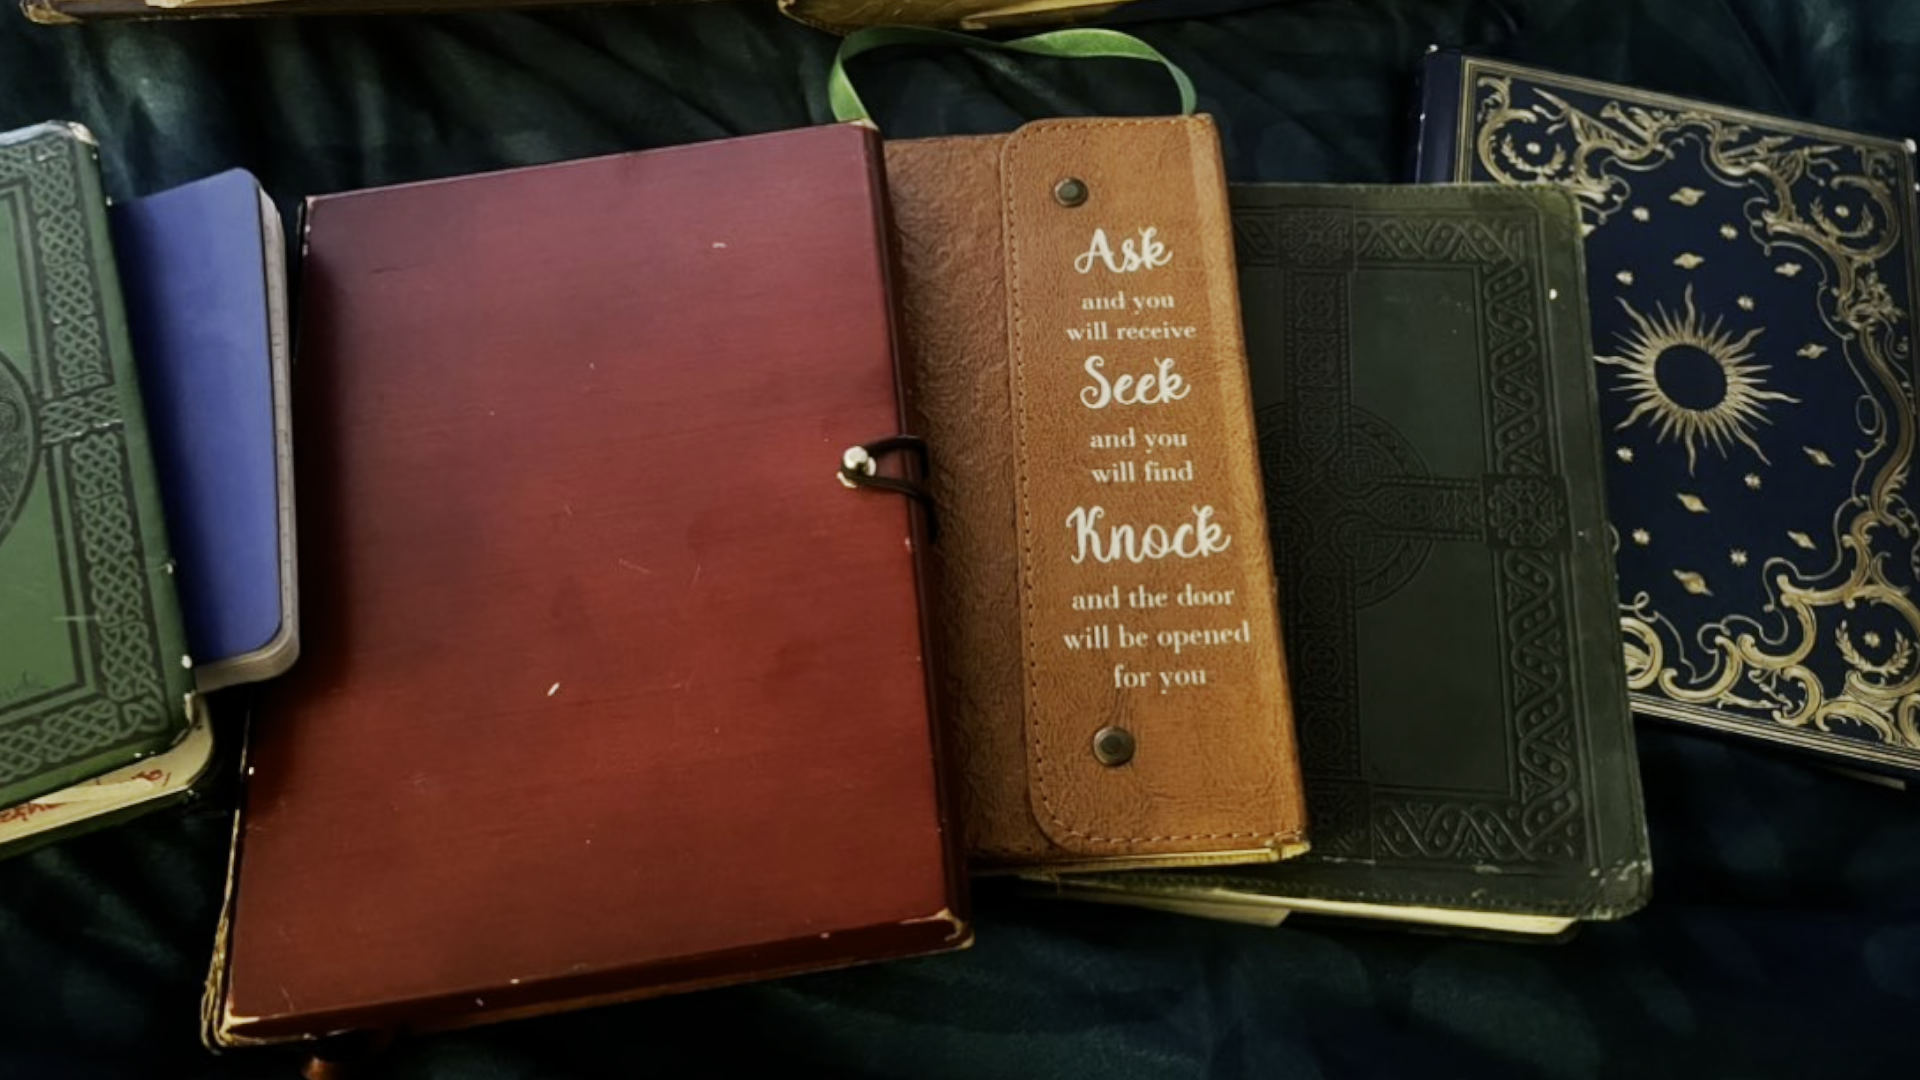 Ask
and you
will receive
Seek
and you
will find
Knock
and the door
will be opened
for you